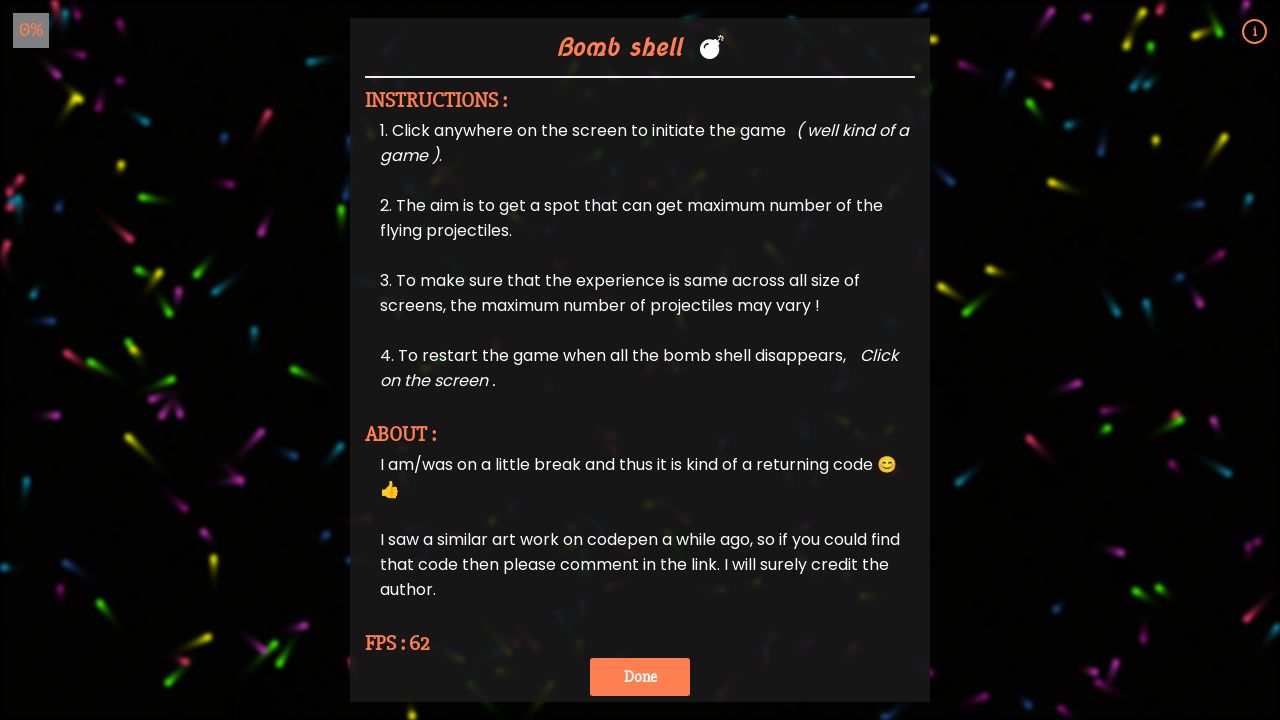 0%
i
Bomb shell 💣
INSTRUCTIONS :
1. Click anywhere on the screen to initiate the game ( well kind of a
game ).
2. The aim is to get a spot that can get maximum number of the
flying projectiles.
3. To make sure that the experience is same across all size of
screens, the maximum number of projectiles may vary !
4. To restart the game when all the bomb shell disappears, Click
on the screen .
ABOUT :
I am/was on a little break and thus it is kind of a returning code 😊
👍
I saw a similar art work on codepen a while ago, so if you could find
that code then please comment in the link. I will surely credit the
author.
FPS : 62
Done